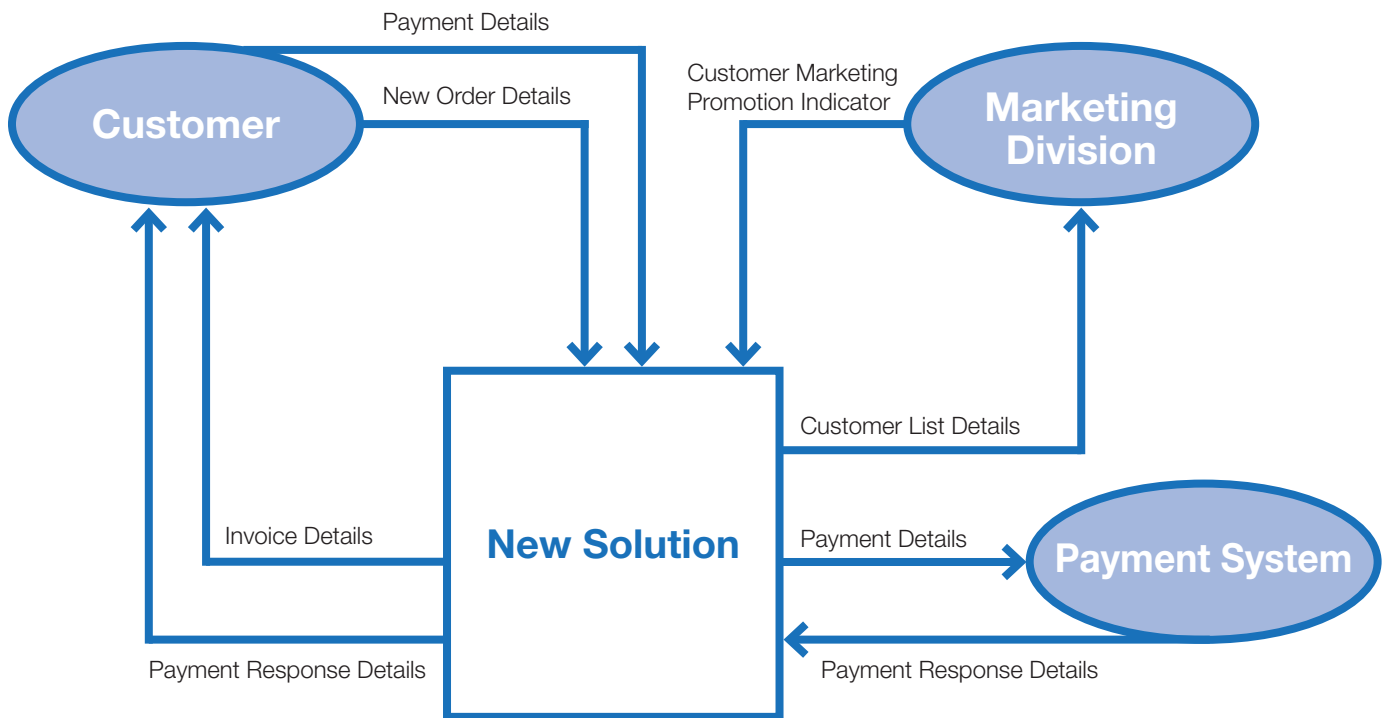 Payment Details
Customer
New Order Details
Customer Marketing
Promotion Indicator
Marketing
Division
Customer List Details
Invoice Details
New Solution
Payment Details
Payment System
Payment Response Details
Payment Response Details